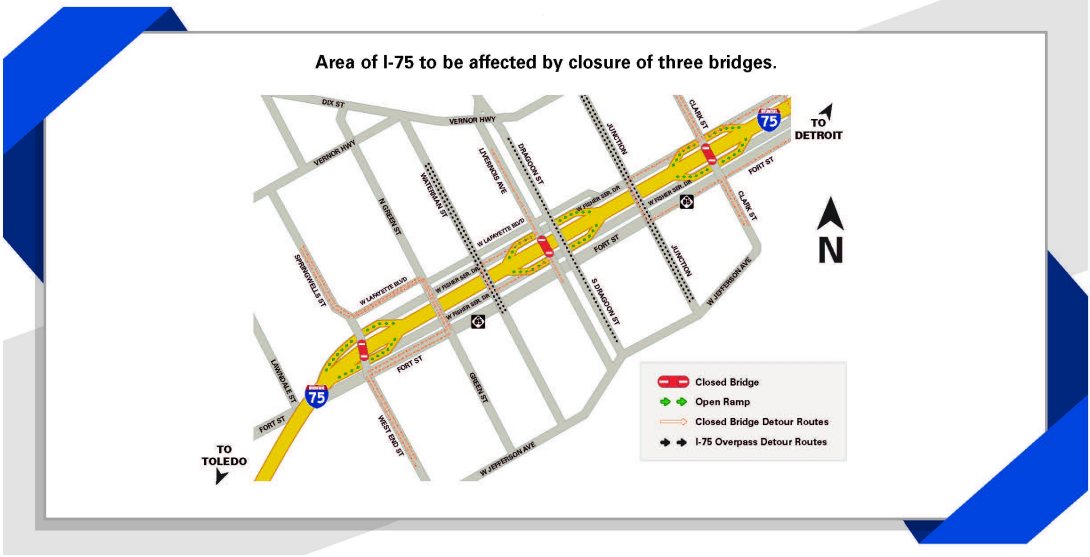 Area of I-75 to be affected by closure of three bridges.
DIX ST
VERNOR HWY
VERNOR HWY
CLARK ST
75
TO
DETROIT
JUNCTION
DRAGOON ST
LIVERNOIS AVE
WATERMAN ST
N GREEN ST
FORT ST
W FISHER SER. DR
W FISHER SER. DR
CLARK ST
N
W LAFAYETTE BLVD
FORT ST
SPRINGWELLS ST
W LAFAYETTE BLVD
W FISHER SER. DR
W FISHER SER. DR
JUNCTION
S DRAGOON ST
W JEFFERSON AVE
FORT ST
LAWNDALE ST
GREEN ST
75
FORT ST
WEST END ST
W JEFFERSON AVE
TO
TOLEDO
Closed Bridge
Open Ramp
Closed Bridge Detour Routes
I-75 Overpass Detour Routes